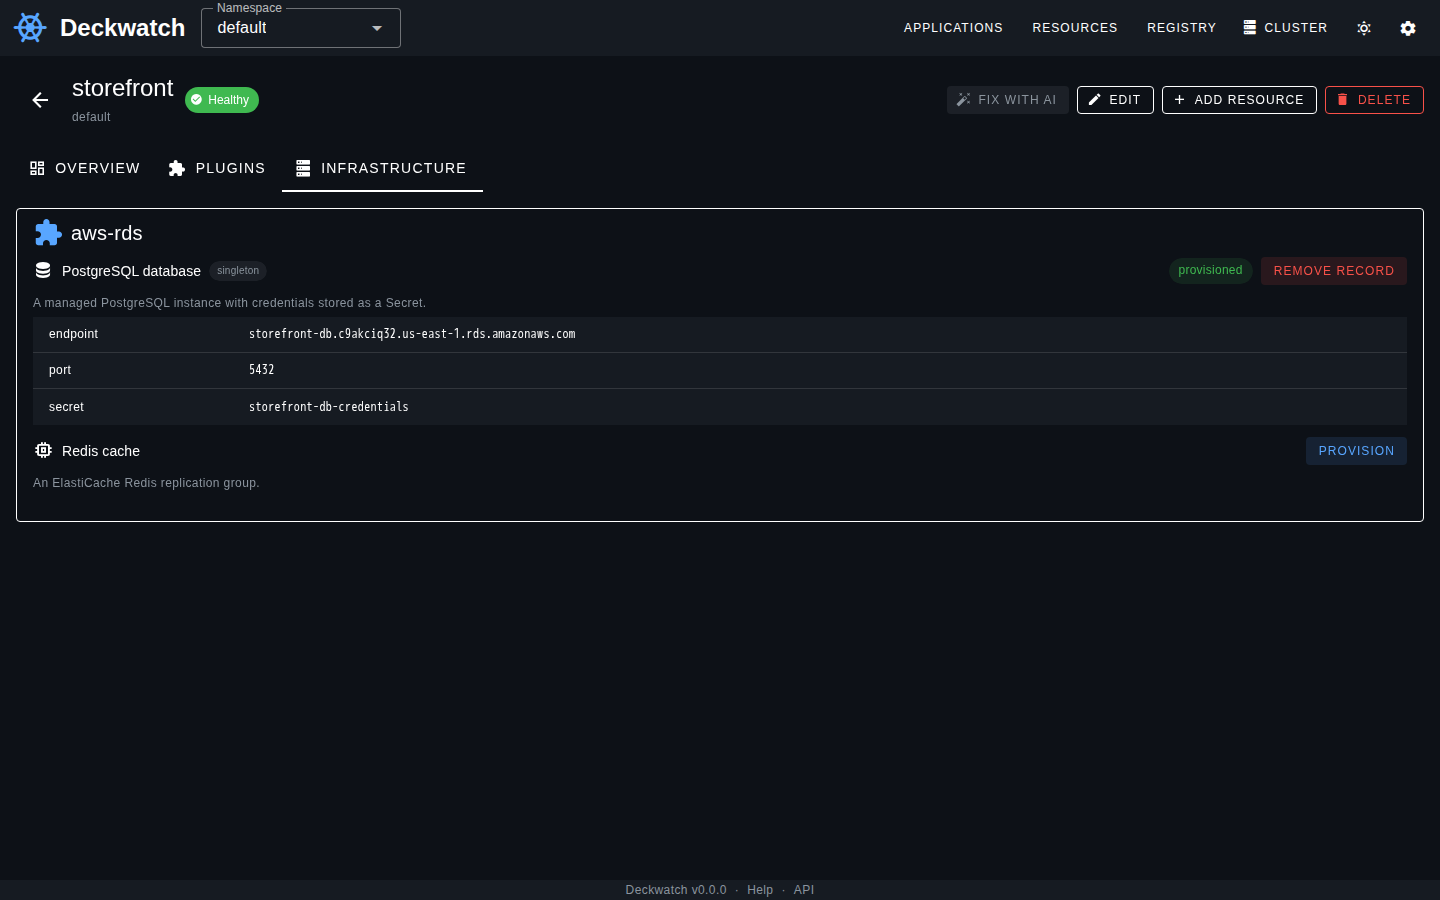 Deckwatch
Namespace
default
APPLICATIONS
RESOURCES
REGISTRY
CLUSTER
storefront
default
Healthy
FIX WITH AI
EDIT
ADD RESOURCE
DELETE
OVERVIEW
PLUGINS
INFRASTRUCTURE
aws-rds
PostgreSQL database
singleton
provisioned
REMOVE RECORD
A managed PostgreSQL instance with credentials stored as a Secret.
endpoint storefront-db.c9akciq32.us-east-1.rds.amazonaws.com
port 5432
secret storefront-db-credentials
Redis cache
PROVISION
An ElastiCache Redis replication group.
Deckwatch v0.0.0 · Help · API